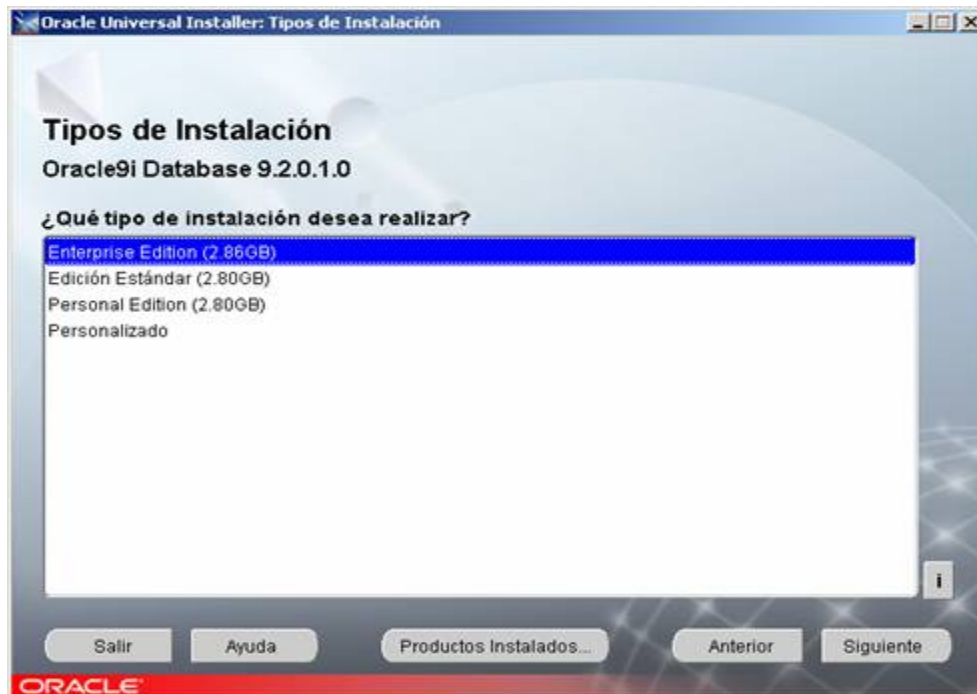 Oracle Universal Installer: Tipos de Instalación
Tipos de Instalación
Oracle9i Database 9.2.0.1.0
¿Qué tipo de instalación desea realizar?
Enterprise Edition (2.86GB)
Edición Estándar (2.80GB)
Personal Edition (2.80GB)
Personalizado
i
Salir Ayuda Productos Instalados... Anterior Siguiente
ORACLE